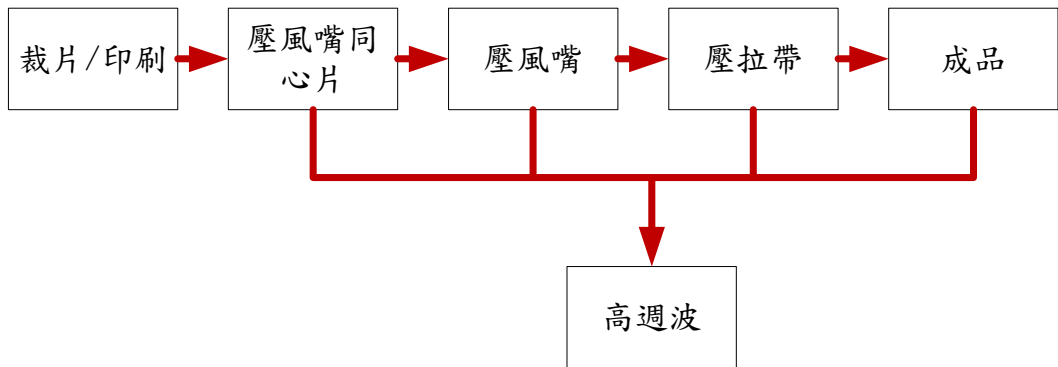 裁片/印刷
壓風嘴同
心片
壓風嘴
壓拉帶
成品
高週波